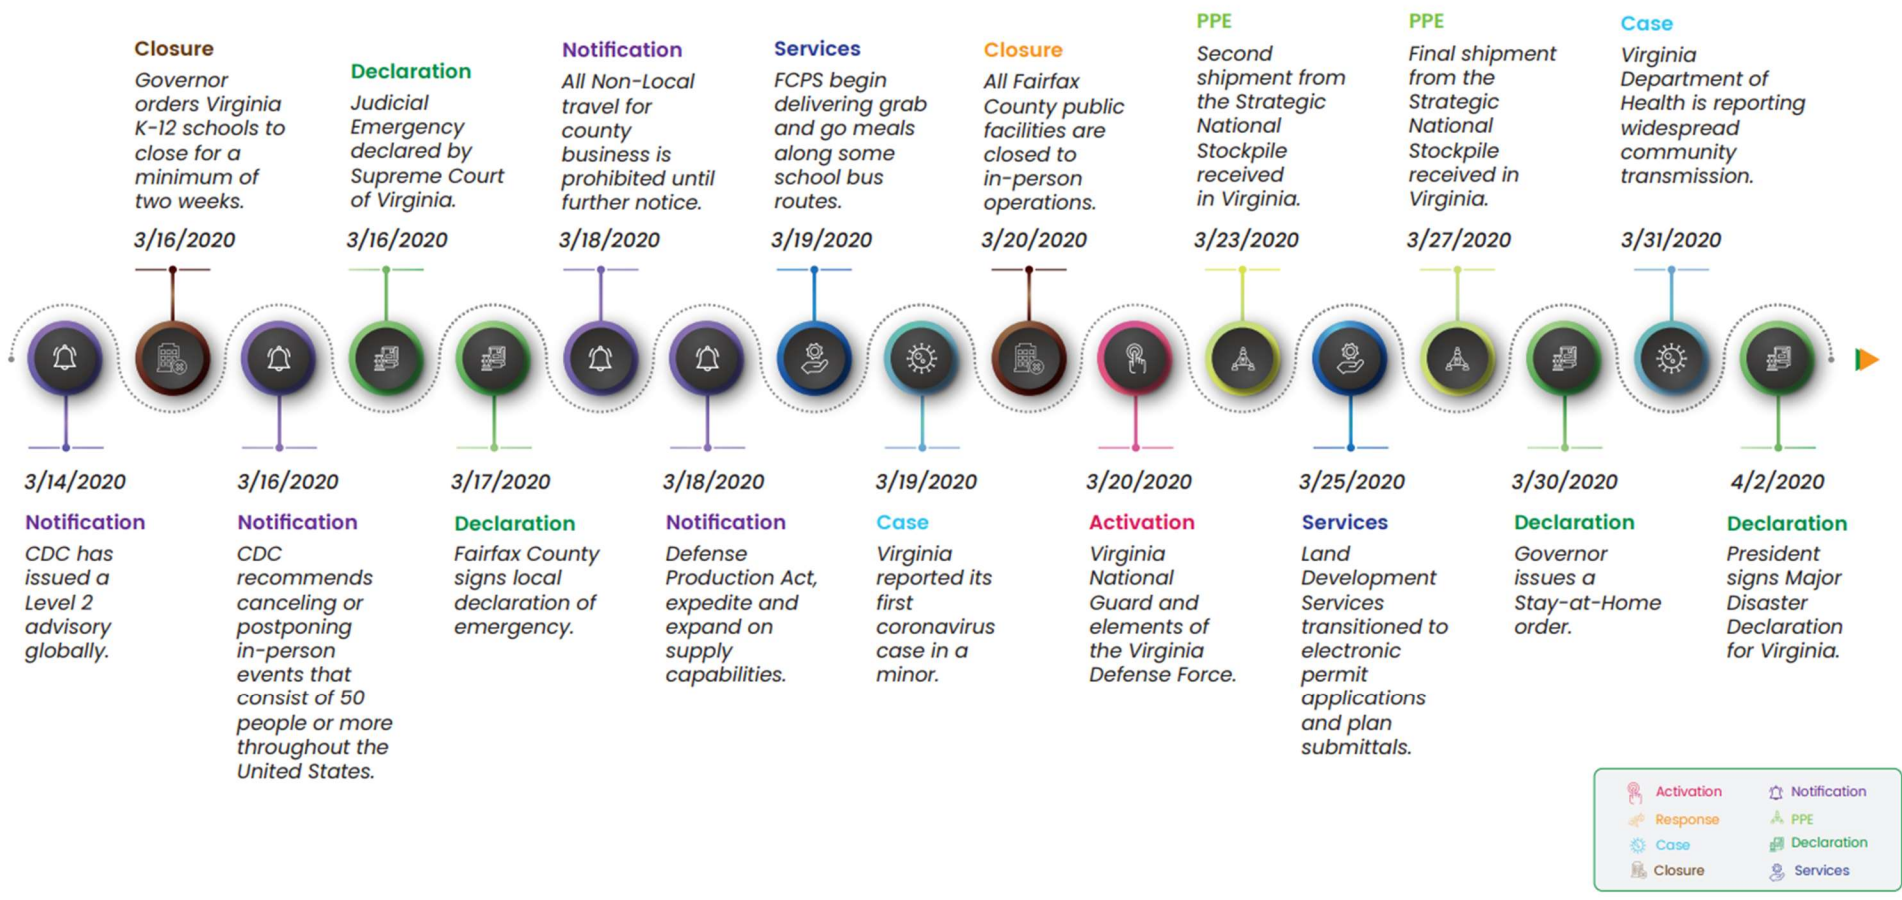 Closure
Governor
orders Virginia
K-12 schools to
close for a
minimum of
two weeks.
3/16/2020
Declaration
Judicial
Emergency
declared by
Supreme Court
of Virginia.
3/16/2020
Notification
All Non-Local
travel for
county
business is
prohibited until
further notice.
3/18/2020
Services
FCPS begin
delivering grab
and go meals
along some
school bus
routes.
3/19/2020
Closure
All Fairfax
County public
facilities are
closed to
in-person
operations.
3/20/2020
PPE
Second
shipment from
the Strategic
National
Stockpile
received
in Virginia.
3/23/2020
PPE
Final shipment
from the
Strategic
National
Stockpile
received in
Virginia.
3/27/2020
Case
Virginia
Department of
Health is reporting
widespread
community
transmission.
3/31/2020
3/14/2020
Notification
CDC has
issued a
Level 2
advisory
globally.
3/16/2020
Notification
CDC
recommends
canceling or
postponing
in-person
events that
consist of 50
people or more
throughout the
United States.
3/17/2020
Declaration
Fairfax County
signs local
declaration of
emergency.
3/18/2020
Notification
Defense
Production Act,
expedite and
expand on
supply
capabilities.
3/19/2020
Case
Virginia
reported its
first
coronavirus
case in a
minor.
3/20/2020
Activation
Virginia
National
Guard and
elements of
the Virginia
Defense Force.
3/25/2020
Services
Land
Development
Services
transitioned to
electronic
permit
applications
and plan
submittals.
3/30/2020
Declaration
Governor
issues a
Stay-at-Home
order.
4/2/2020
Declaration
President
signs Major
Disaster
Declaration
for Virginia.
Activation
Response
Case
Closure
Notification
PPE
Declaration
Services